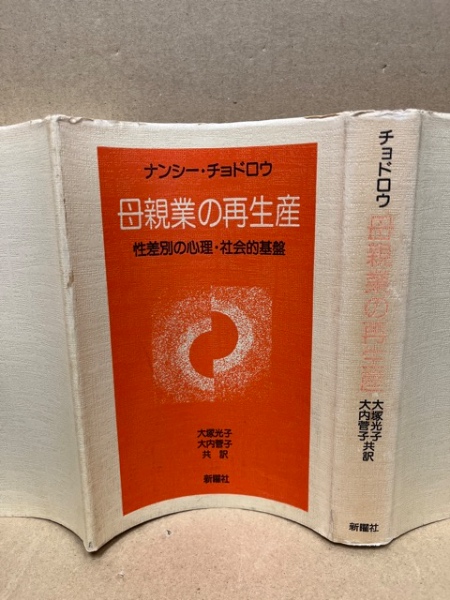 ナンシー・チョドロウ
母親業の再生産
性差別の心理・社会的基盤
大塚光子
大内菅子
共訳
新曜社
チョドロウ
母親業の再生産
大塚光子
大内菅子
共訳
新曜社